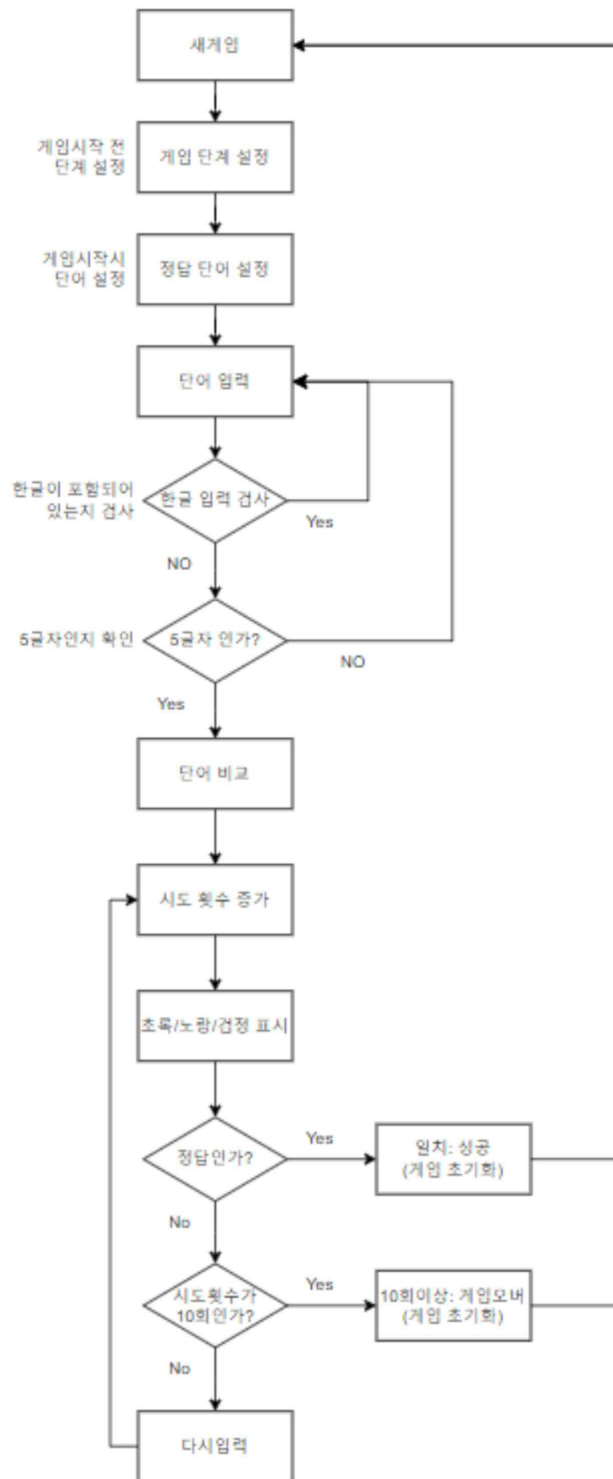 새게임
게임시작 전
단계 설정
게임 단계 설정
게임시작시
단어 설정
정답 단어 설정
단어 입력
한글이 포함되어
있는지 검사
한글 입력 검사
Yes
NO
5글자인지 확인
5글자 인가?
NO
Yes
단어 비교
시도 횟수 증가
초록/노랑/검정 표시
정답인가?
Yes
일치: 성공
(게임 초기화)
No
시도횟수가
10회인가?
Yes
10회이상: 게임오버
(게임 초기화)
No
다시입력